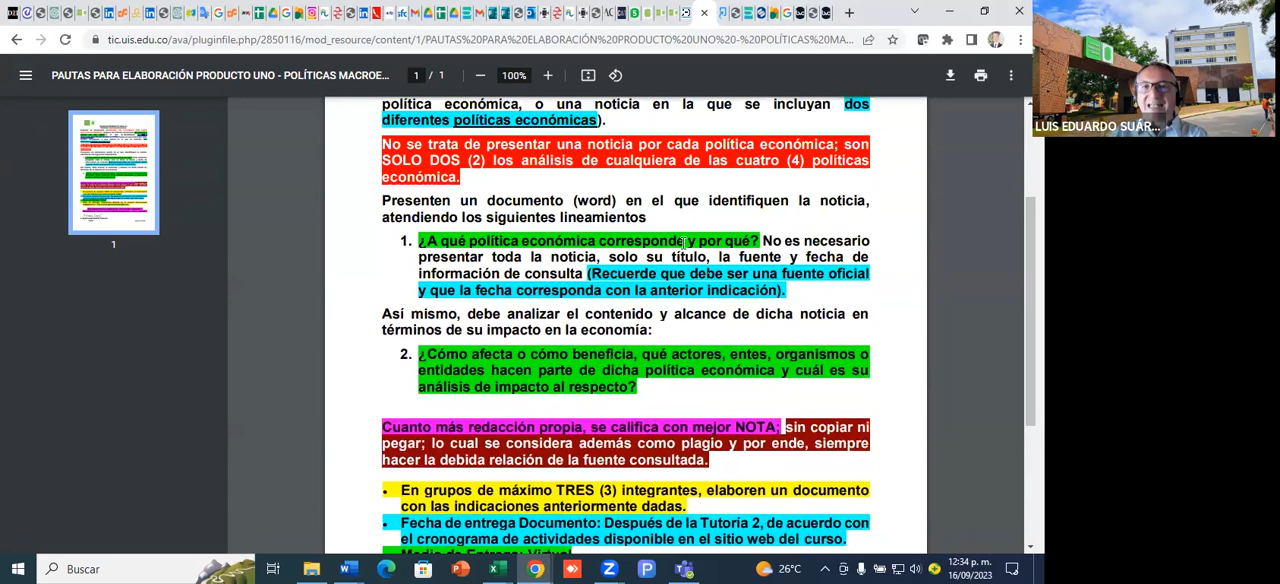 tic.uis.edu.co/ava/pluginfile.php/2850116/mod_resource/content/1/PAUTAS%20PARA%20ELABORACIÓN%20PRODUCTO%20UNO%20-%20POLÍTICAS%20MA...
PAUTAS PARA ELABORACIÓN PRODUCTO UNO - POLÍTICAS MACROE...
1 / 1
100%
LUIS EDUARDO SUÁR...
1
política económica, o una noticia en la que se incluyan dos
diferentes políticas económicas).
No se trata de presentar una noticia por cada política económica; son
SOLO DOS (2) los análisis de cualquiera de las cuatro (4) políticas
económica.
Presenten un documento (word) en el que identifiquen la noticia,
atendiendo los siguientes lineamientos
1. ¿A qué política económica corresponde y por qué? No es necesario
presentar toda la noticia, solo su título, la fuente y fecha de
información de consulta (Recuerde que debe ser una fuente oficial
y que la fecha corresponda con la anterior indicación).
Así mismo, debe analizar el contenido y alcance de dicha noticia en
términos de su impacto en la economía:
2. ¿Cómo afecta o cómo beneficia, qué actores, entes, organismos o
entidades hacen parte de dicha política económica y cuál es su
análisis de impacto al respecto?
Cuanto más redacción propia, se califica con mejor NOTA; sin copiar ni
pegar; lo cual se considera además como plagio y por ende, siempre
hacer la debida relación de la fuente consultada.
• En grupos de máximo TRES (3) integrantes, elaboren un documento
con las indicaciones anteriormente dadas.
• Fecha de entrega Documento: Después de la Tutoría 2, de acuerdo con
el cronograma de actividades disponible en el sitio web del curso.
Medio de Entrega: Virtual
Buscar
26°C
12:34 p. m.
16/09/2023